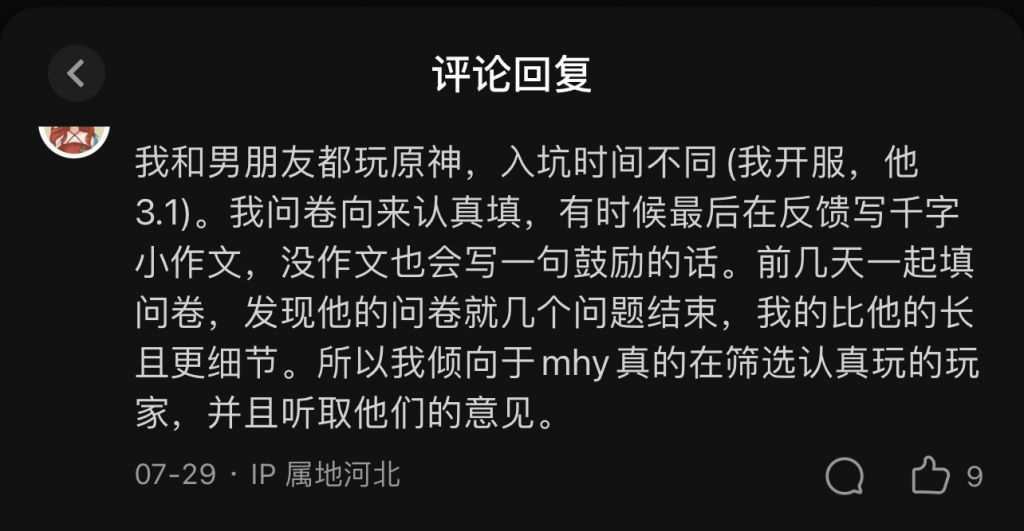 评论回复
我和男朋友都玩原神，入坑时间不同(我开服，他
3.1)。我问卷向来认真填，有时候最后在反馈写千字
小作文，没作文也会写一句鼓励的话。前几天一起填
问卷，发现他的问卷就几个问题结束，我的比他的长
且更细节。所以我倾向于mhy真的在筛选认真玩的玩
家，并且听取他们的意见。
07-29 · IP 属地河北
9